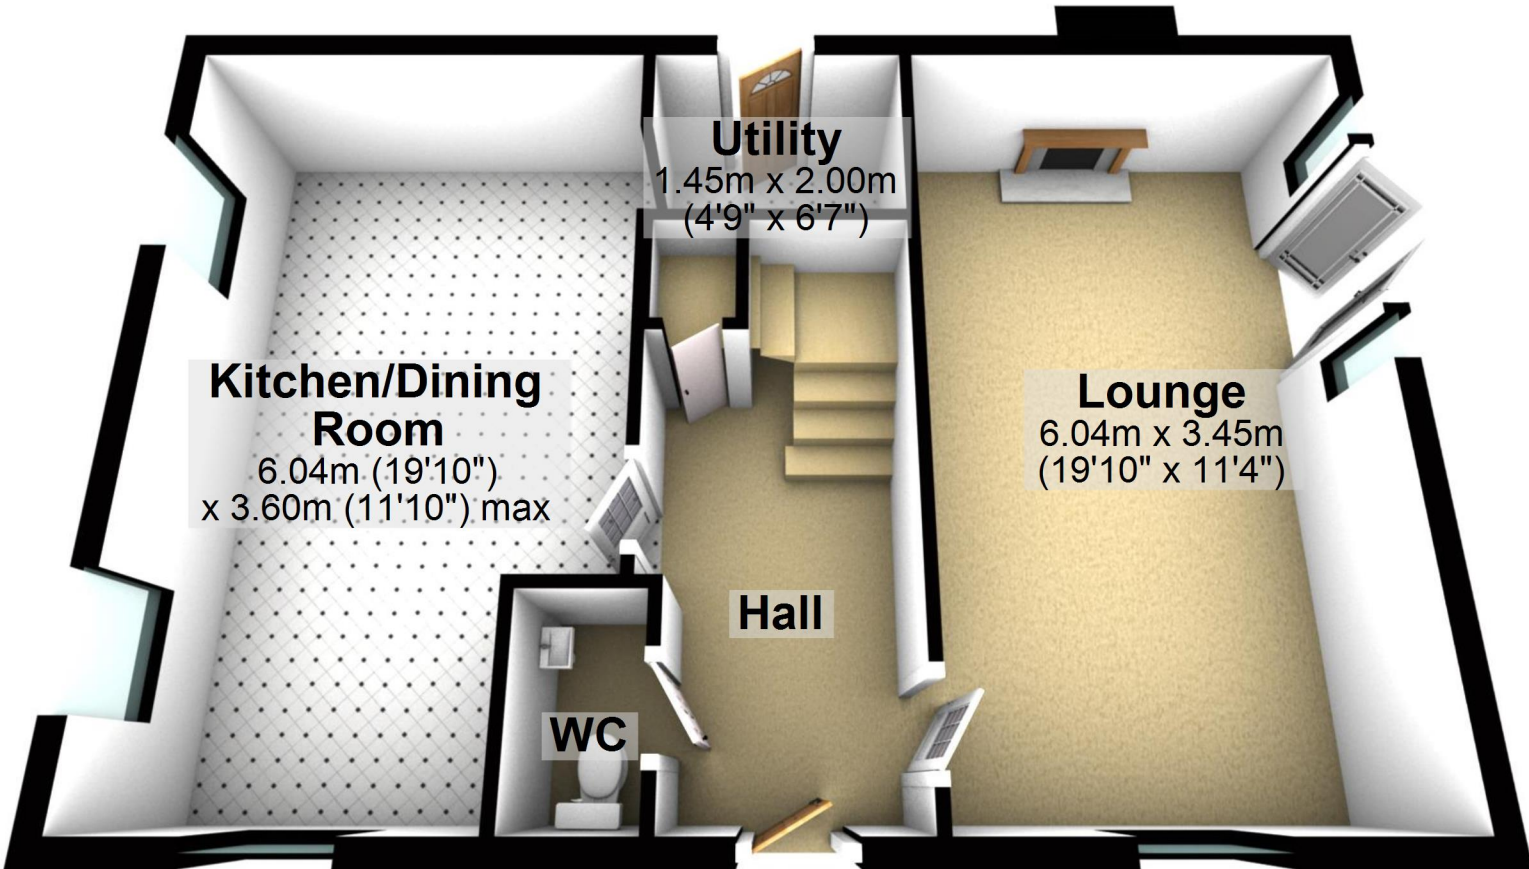 Utility
1.45m x 2.00m
(4'9" x 6'7")
Kitchen/Dining
Room
6.04m (19'10")
x 3.60m (11'10") max
Lounge
6.04m x 3.45m
(19'10" x 11'4")
Hall
WC